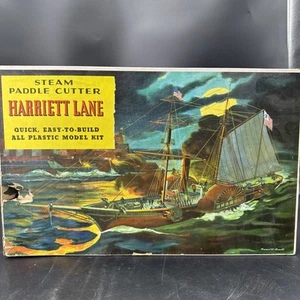 STEAM
PADDLE CUTTER
HARRIETT LANE
QUICK, EASY-TO-BUILD
ALL PLASTIC MODEL KIT